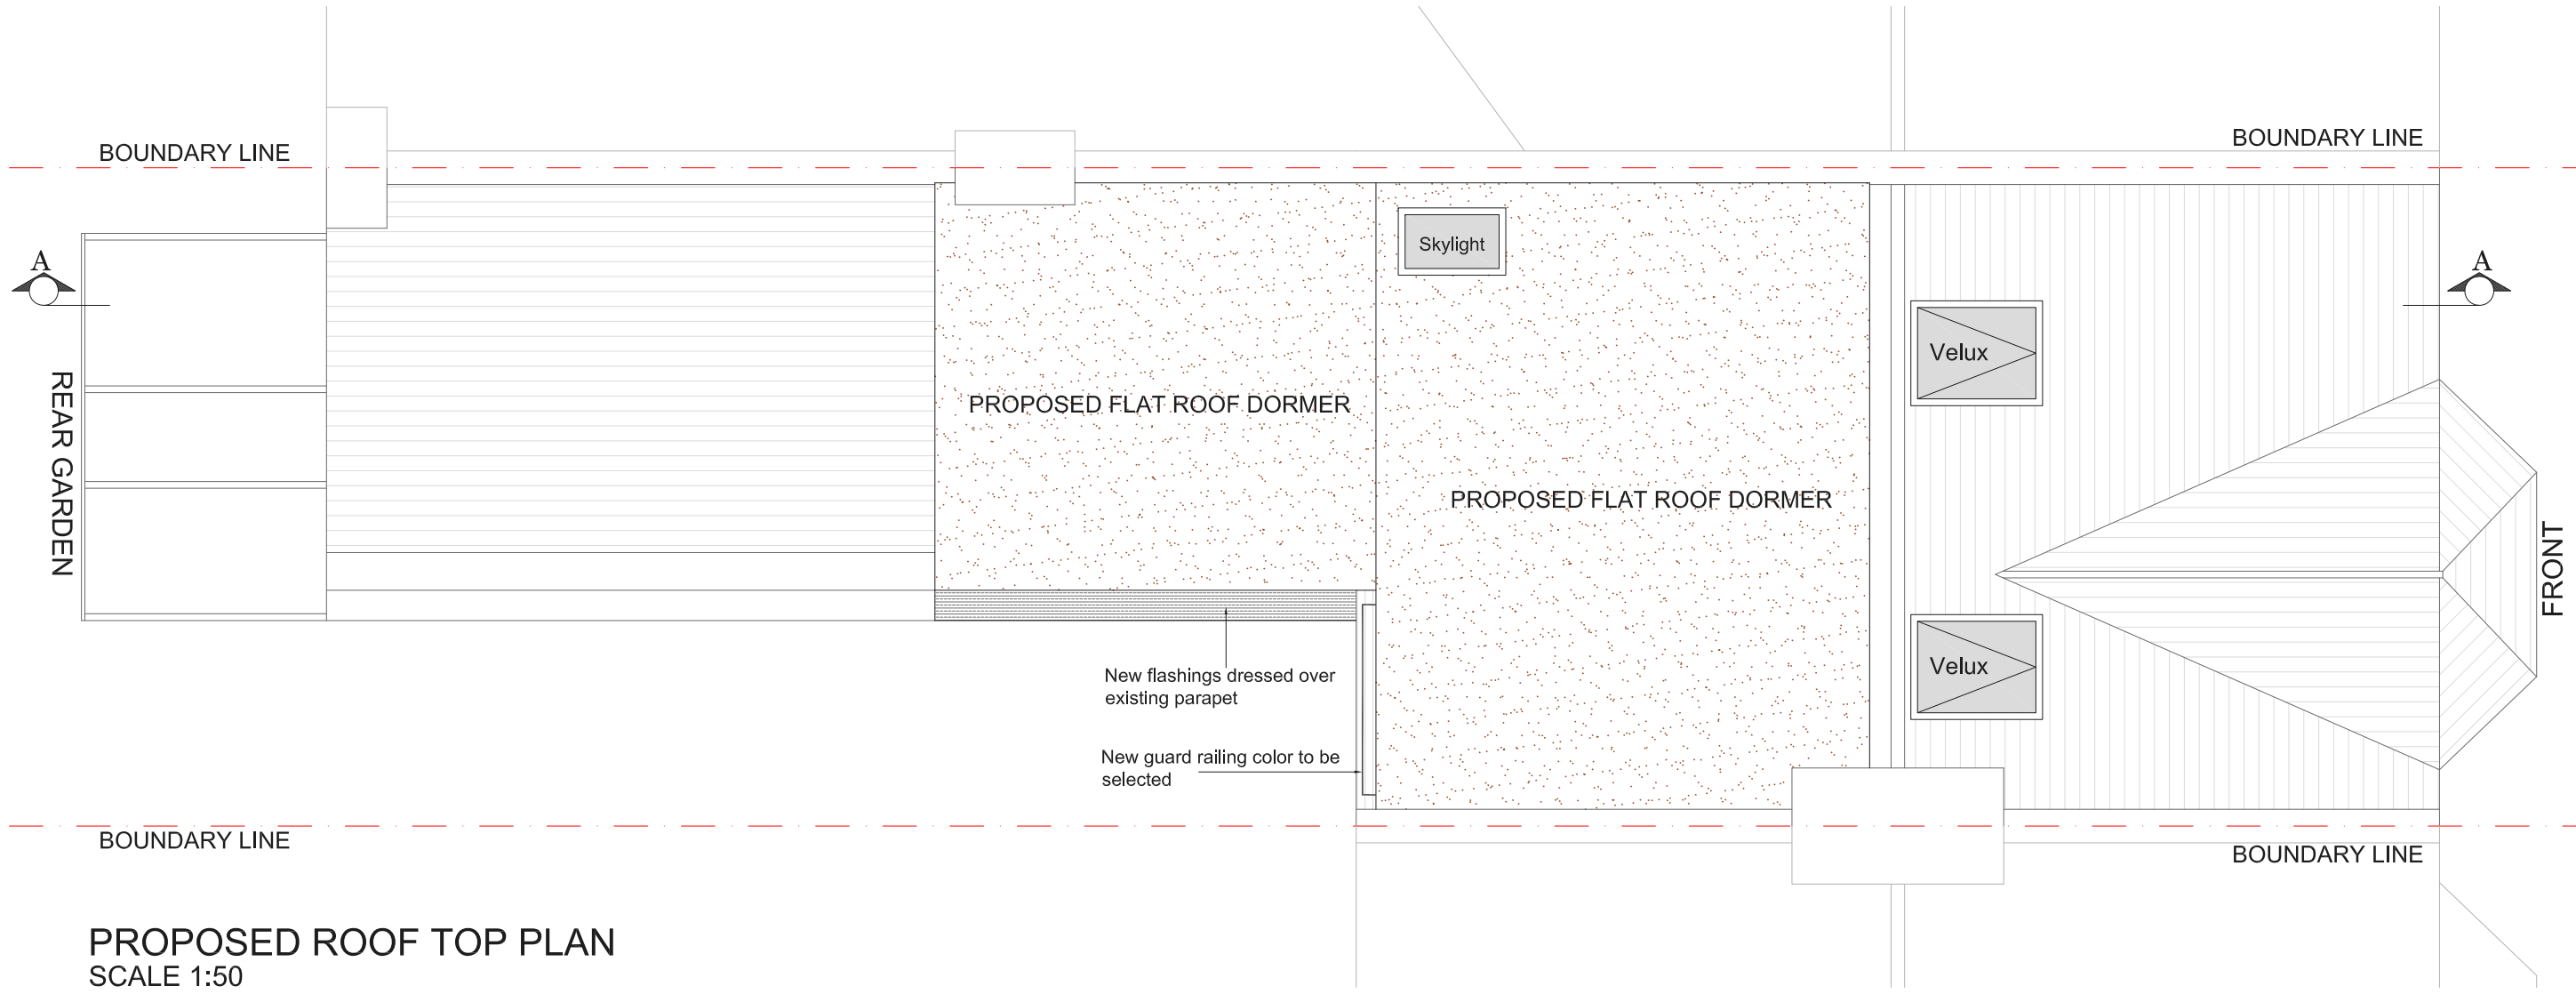 BOUNDARY LINE
BOUNDARY LINE
A
A
Skylight
Velux
REAR GARDEN
PROPOSED FLAT ROOF DORMER
PROPOSED FLAT ROOF DORMER
FRONT
Velux
New flashings dressed over
existing parapet
New guard railing color to be
selected
BOUNDARY LINE
BOUNDARY LINE
PROPOSED ROOF TOP PLAN
SCALE 1:50